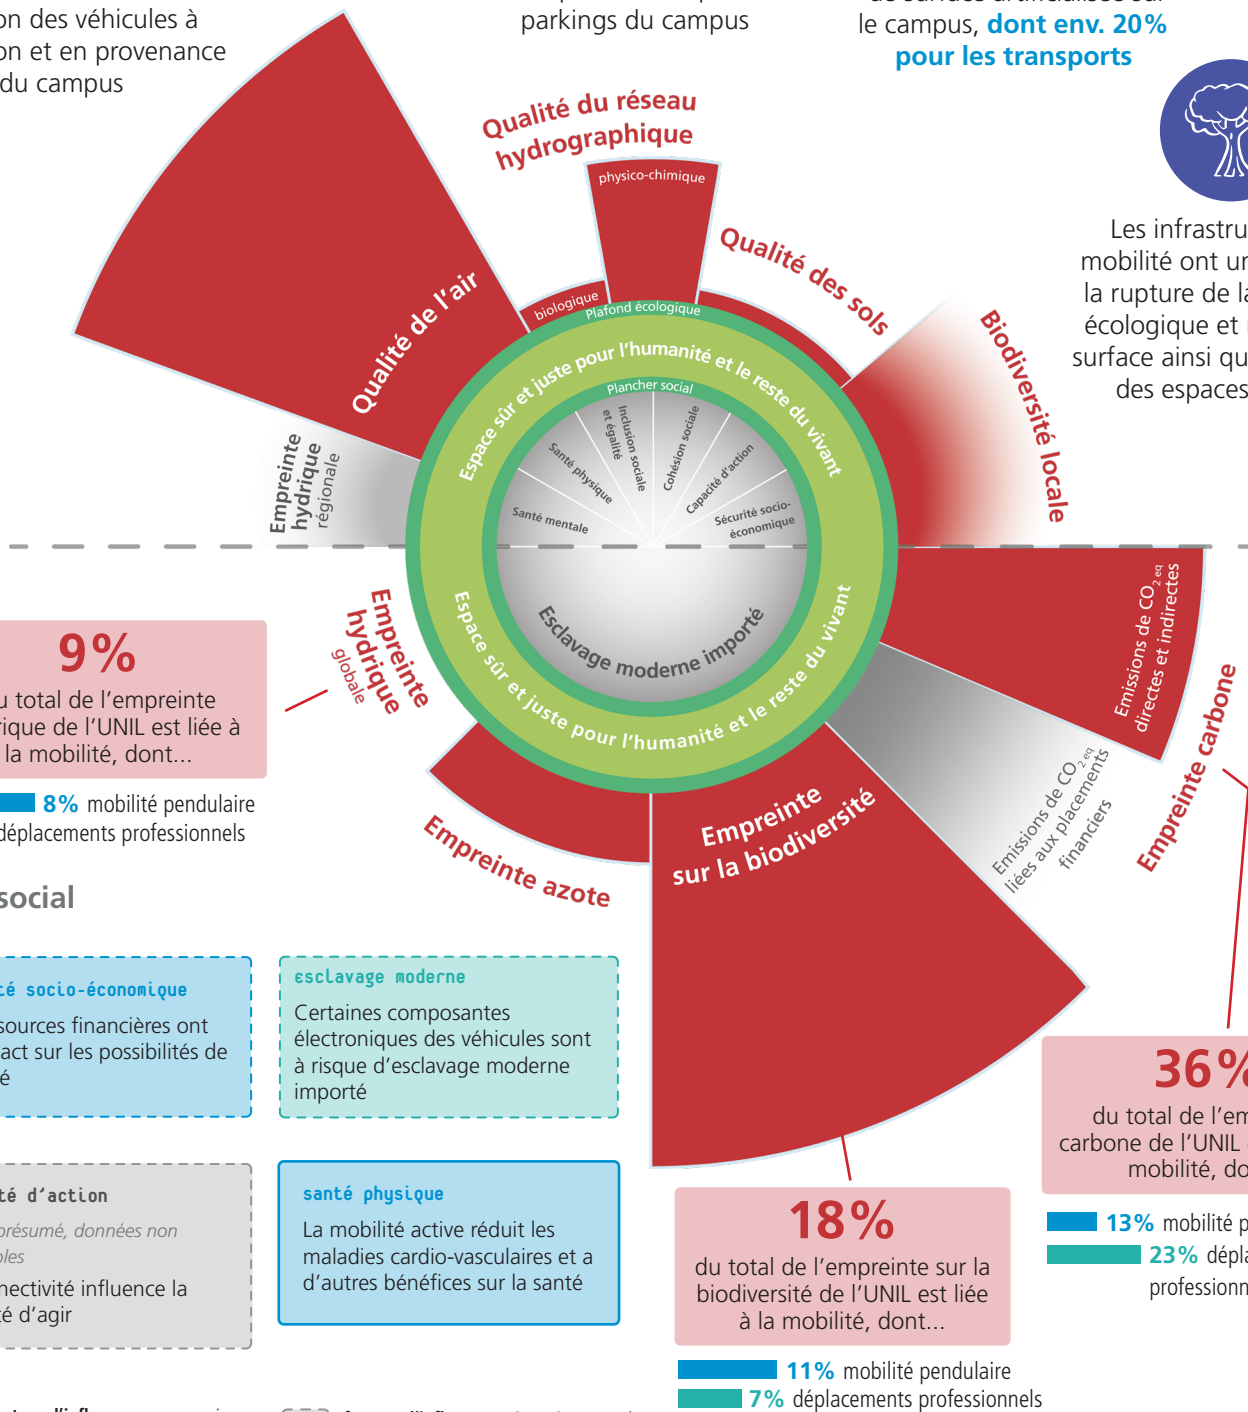 on des véhicules à
on et en provenance
du campus
parkings du campus
le campus, dont env. 20%
pour les transports
Qualité du réseau
hydrographique
physico-chimique
biologique
Qualité de l'air
Qualité des sols
Biodiversité locale
Les infrastru
mobilité ont un
la rupture de la
écologique et
surface ainsi qu
des espaces
Plafond écologique
Espace sûr et juste pour l'humanité et le reste du vivant
Plancher social
Santé mentale
Santé physique
Inclusion sociale
et égalité
Cohésion sociale
Capacité d'action
Sécurité socio-
économique
Empreinte
hydrique
régionale
Esclavage moderne importé
Espace sûr et juste pour l'humanité et le reste du vivant
Empreinte
hydrique
globale
Emissions de CO2 eq
directes et indirectes
Emissions de CO2 eq
liées aux placements
financiers
Empreinte carbone
Empreinte
sur la biodiversité
Empreinte azote
9%
u total de l'empreinte
rique de l'UNIL est liée à
la mobilité, dont...
8% mobilité pendulaire
déplacements professionnels
social
té socio-économique
sources financières ont
act sur les possibilités de
é
esclavage moderne
Certaines composantes
électroniques des véhicules sont
à risque d'esclavage moderne
importé
té d'action
présumé, données non
bles
nectivité influence la
té d'agir
santé physique
La mobilité active réduit les
maladies cardio-vasculaires et a
d'autres bénéfices sur la santé
18%
du total de l'empreinte sur la
biodiversité de l'UNIL est liée
à la mobilité, dont...
11% mobilité pendulaire
7% déplacements professionnels
36%
du total de l'em
carbone de l'UNIL
mobilité, do
13% mobilité p
23% dépla
professionn